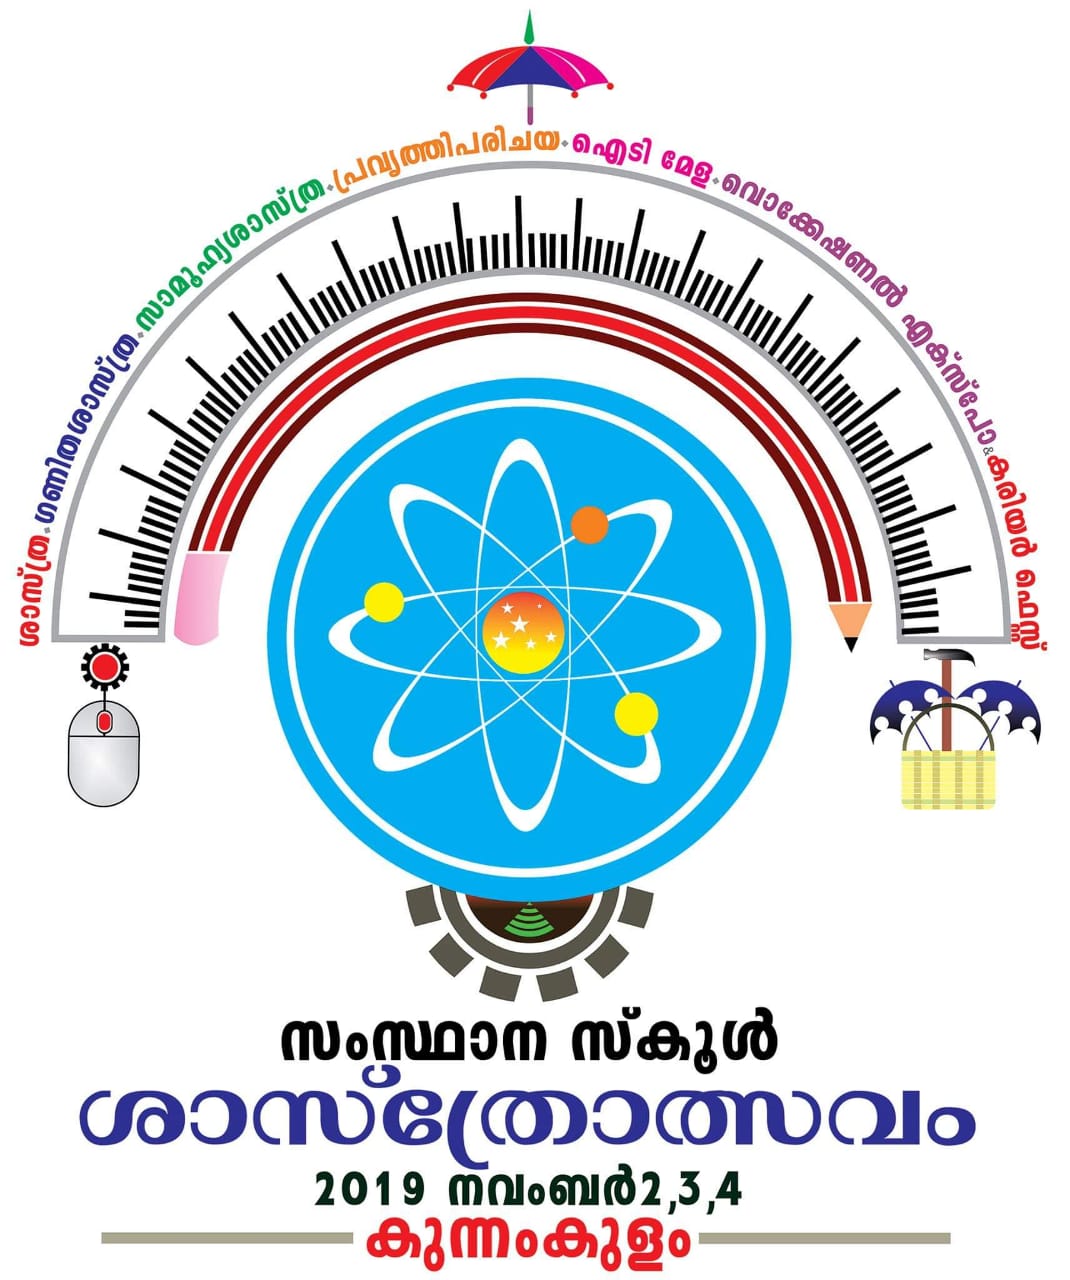 ശാസ്ത്ര ഗണിതശാസ്ത്ര സാമൂഹ്യശാസ്ത്ര പ്രവൃത്തിപരിചയ ഐടി മേള വൊക്കേഷണൽ എക്സ്പോ & കരിയർ ഫെസ്റ്റ്
സംസ്ഥാന സ്കൂൾ
ശാസ്ത്രോത്സവം
2019 നവംബർ 2,3,4
കുന്നംകുളം